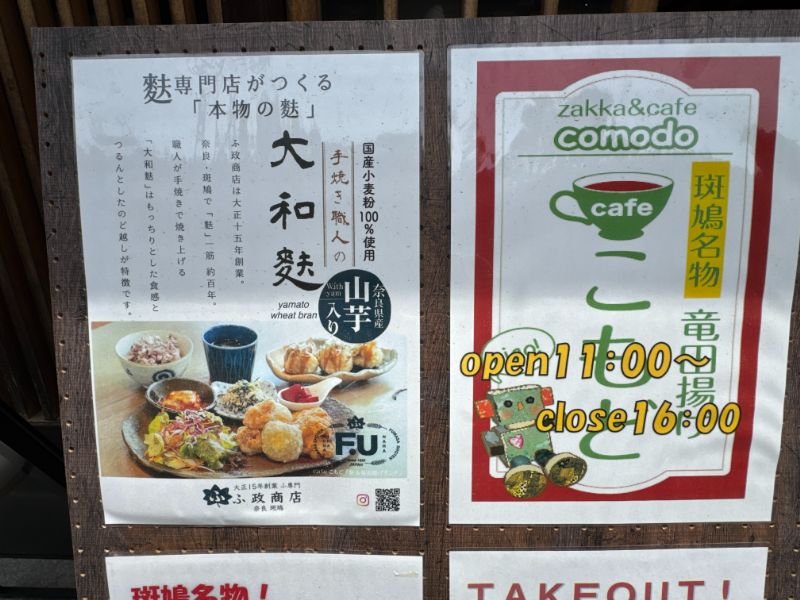 麩専門店がつくる
「本物の麩」
国産小麦粉100%使用
手焼き職人の
大和麩
yamato
wheat bran
奈良県産
山芋入り
With yam
ふ政商店は大正十五年創業。
奈良・斑鳩で「麩」一筋 約百年。
職人が手焼きで焼き上げる
「大和麩」はもっちりとした食感と
つるんとしたのど越しが特徴です。
F.U
NARA
大正15年創業 ふ専門
ふ政商店
奈良 斑鳩
zakka&cafe
comodo
cafe
こもど
斑鳩名物
竜田揚げ
open11:00〜
close16:00
斑鳩名物!
TAKEOUT!